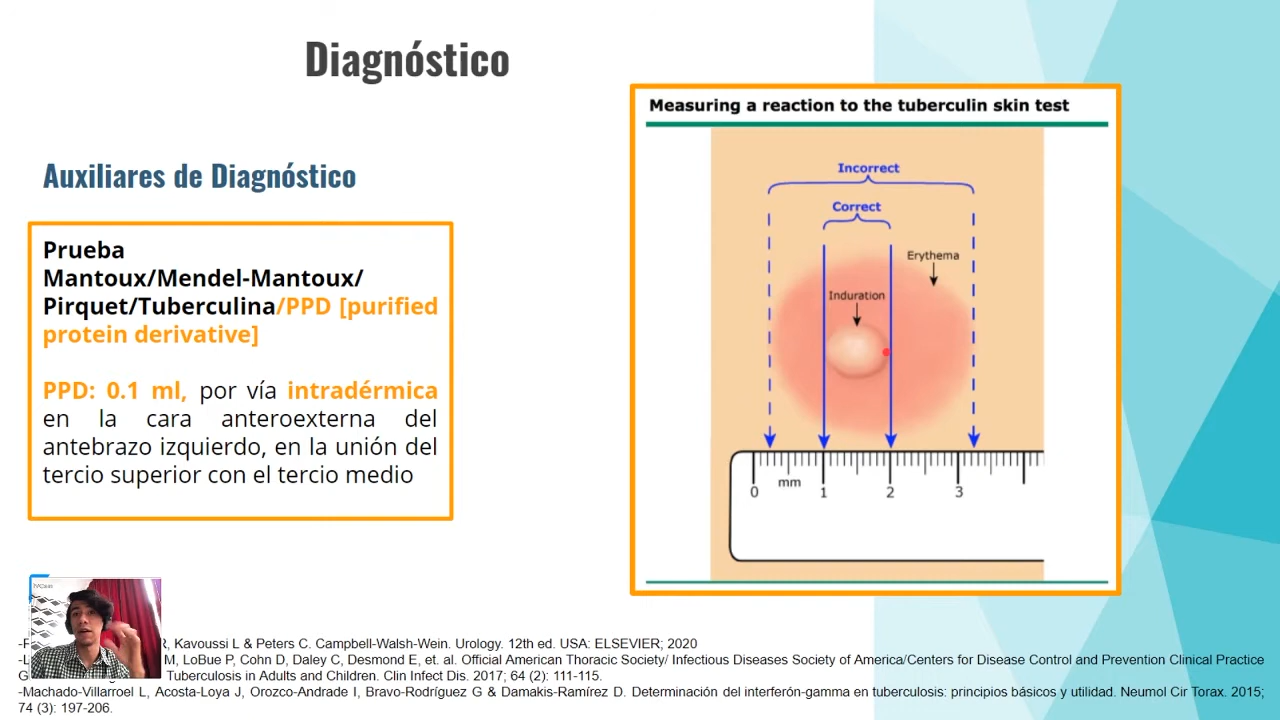 Diagnóstico
Auxiliares de Diagnóstico
Prueba
Mantoux/Mendel-Mantoux/
Pirquet/Tuberculina/PPD [purified
protein derivative]
PPD: 0.1 ml, por vía intradérmica
en la cara anteroexterna del
antebrazo izquierdo, en la unión del
tercio superior con el tercio medio
Measuring a reaction to the tuberculin skin test
Incorrect
Correct
Erythema
Induration
mm
0 1 2 3
R, Kavoussi L & Peters C. Campbell-Walsh-Wein. Urology. 12th ed. USA: ELSEVIER; 2020
M, LoBue P, Cohn D, Daley C, Desmond E, et. al. Official American Thoracic Society/ Infectious Diseases Society of America/Centers for Disease Control and Prevention Clinical Practice
Tuberculosis in Adults and Children. Clin Infect Dis. 2017; 64 (2): 111-115.
-Machado-Villarroel L, Acosta-Loya J, Orozco-Andrade I, Bravo-Rodríguez G & Damakis-Ramírez D. Determinación del interferón-gamma en tuberculosis: principios básicos y utilidad. Neumol Cir Torax. 2015;
74 (3): 197-206.